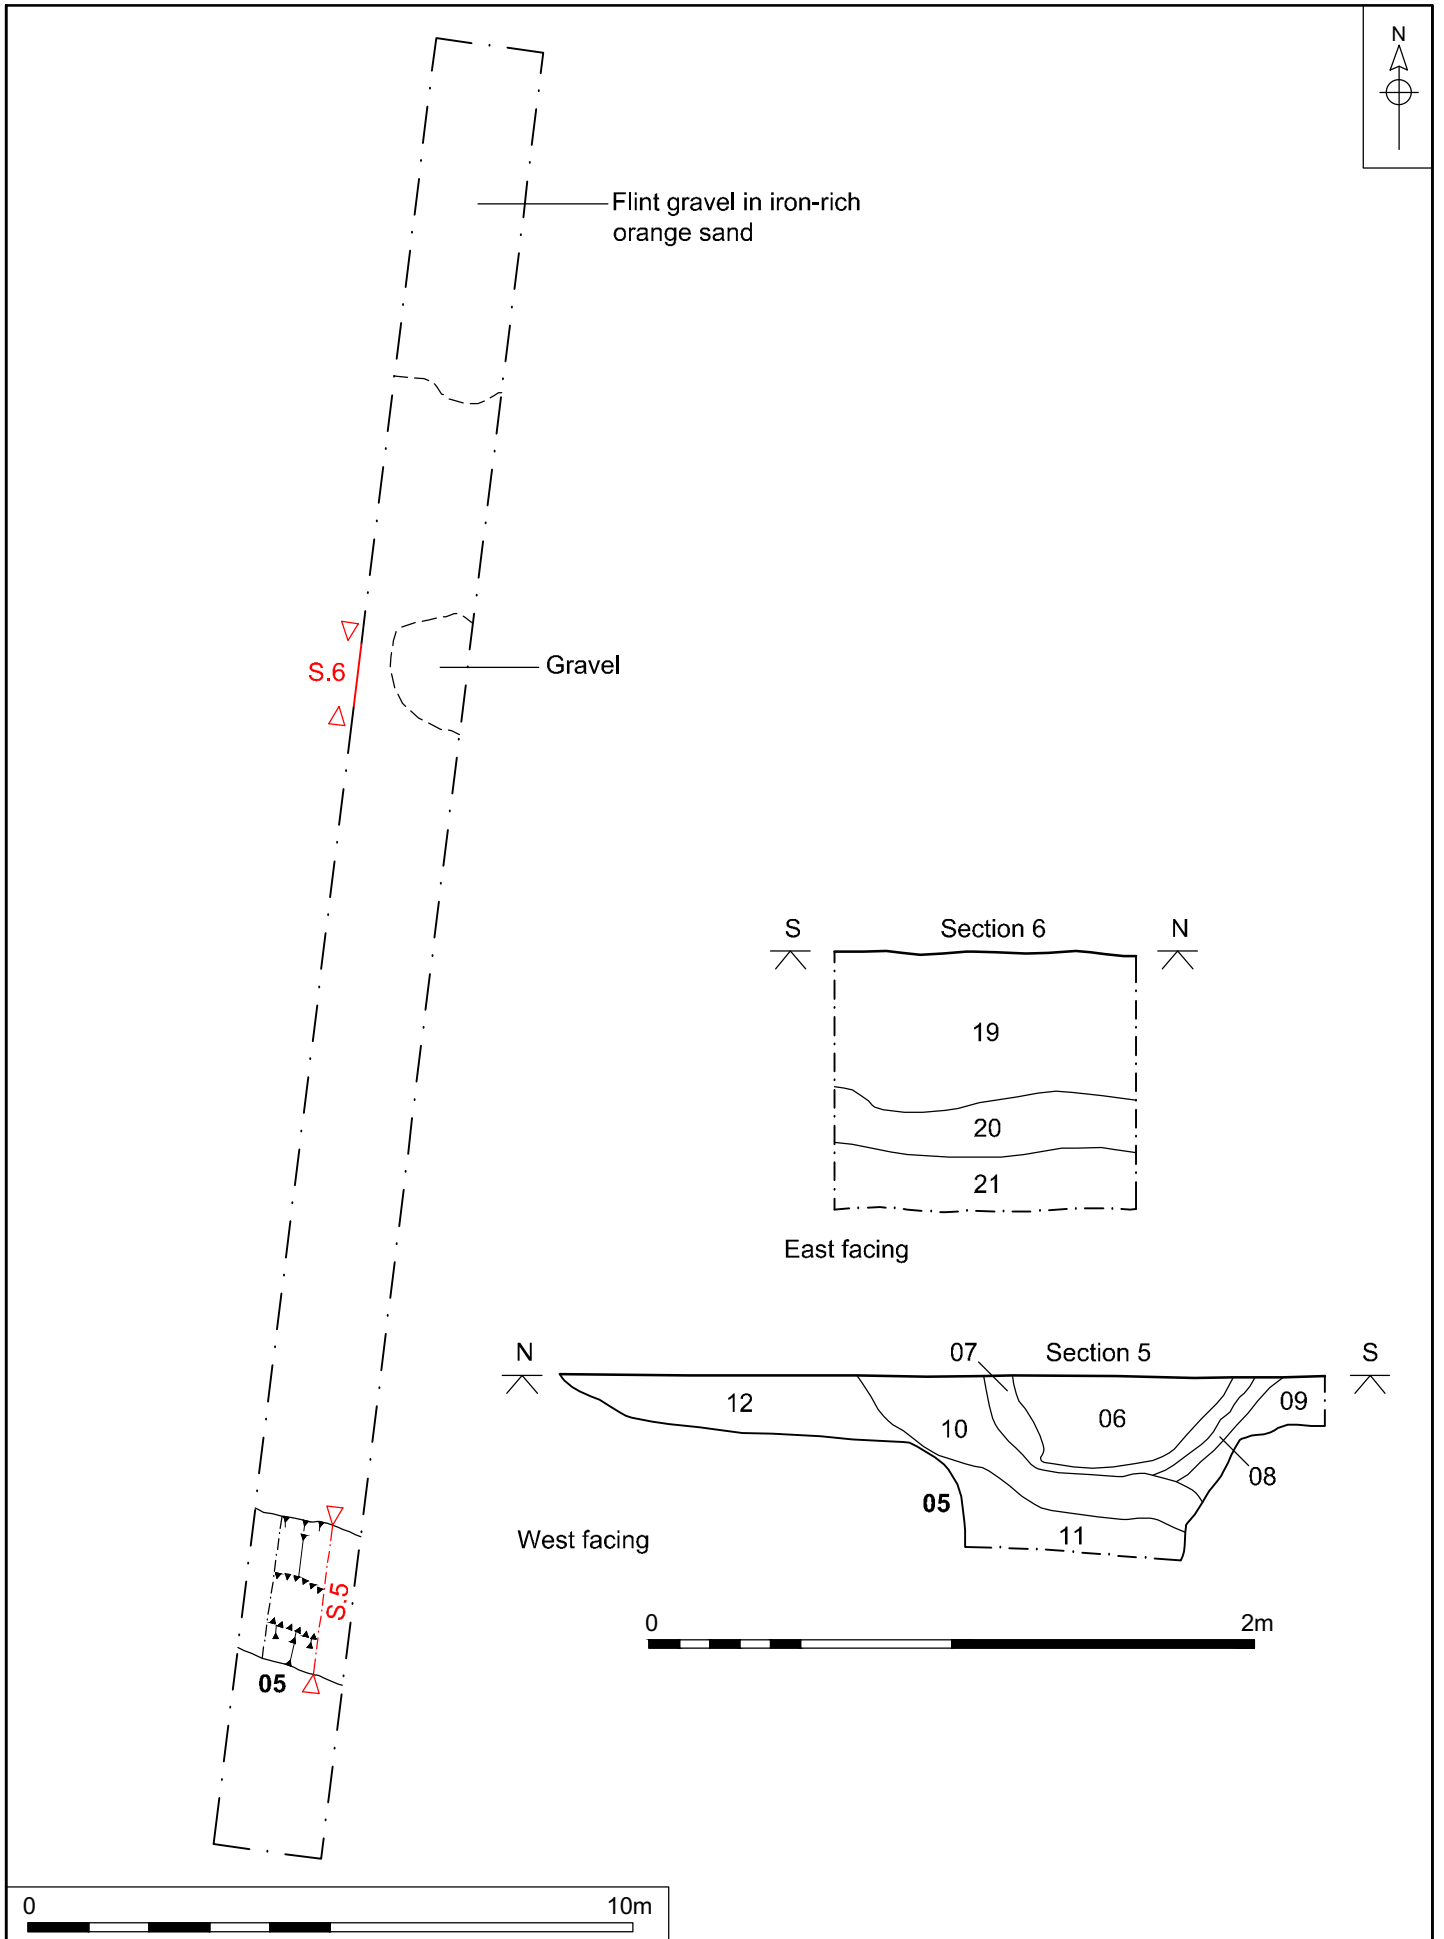 N
Flint gravel in iron-rich
orange sand
S.6
Gravel
S
Section 6
N
19
20
21
East facing
N
07
Section 5
S
12
10
06
09
08
05
11
West facing
S.5
05
0
2m
0
10m